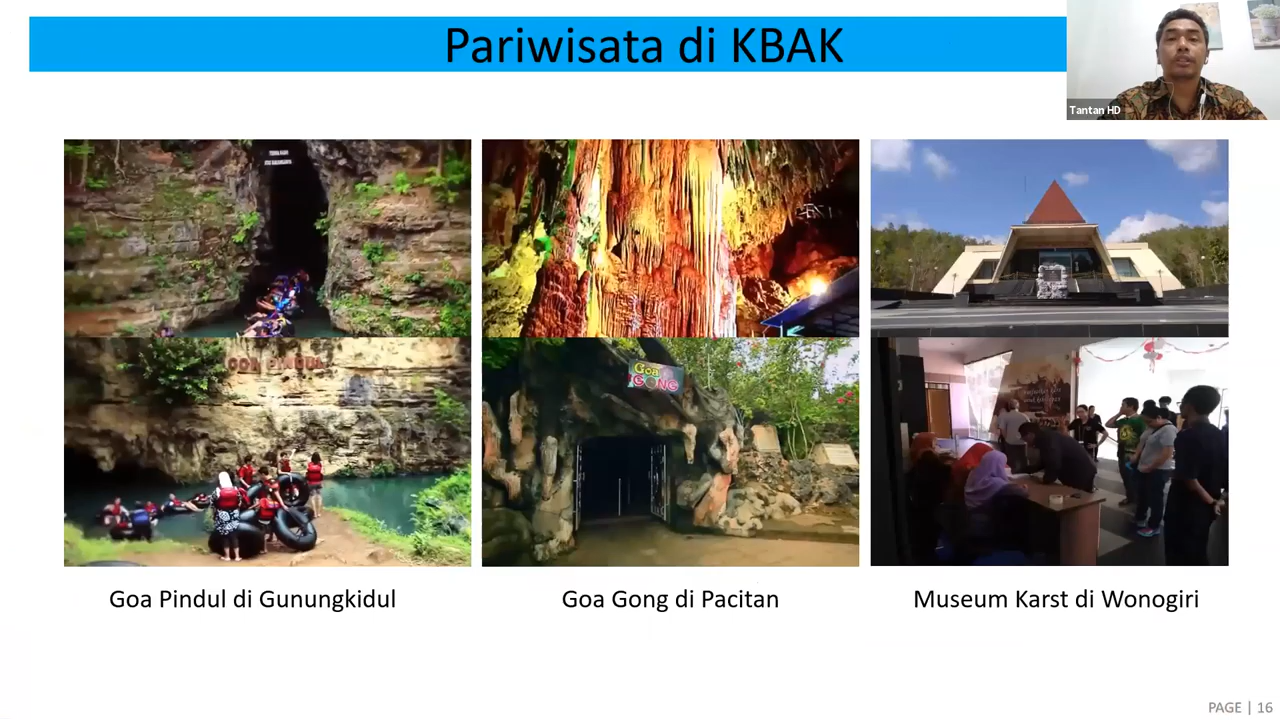 Pariwisata di KBAK
Tantan HD
GOA PINDUL
Goa
GONG
Goa Pindul di Gunungkidul
Goa Gong di Pacitan
Museum Karst di Wonogiri
PAGE | 16